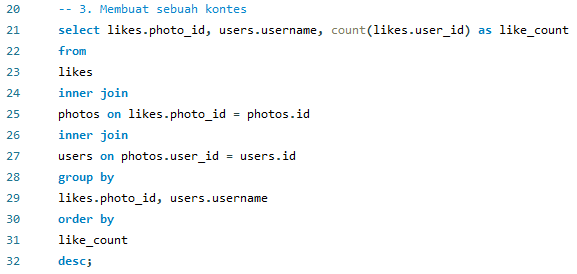 20 -- 3. Membuat sebuah kontes
21 select likes.photo_id, users.username, count(likes.user_id) as like_count
22 from
23 likes
24 inner join
25 photos on likes.photo_id = photos.id
26 inner join
27 users on photos.user_id = users.id
28 group by
29 likes.photo_id, users.username
30 order by
31 like_count
32 desc;